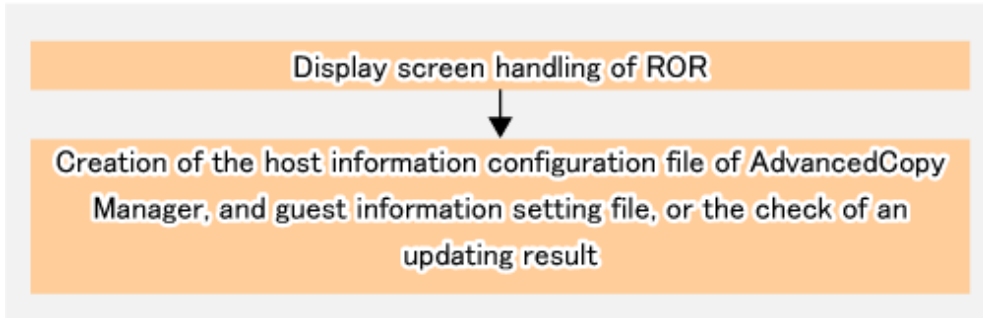 Display screen handling of ROR
Creation of the host information configuration file of AdvancedCopy
Manager, and guest information setting file, or the check of an
updating result